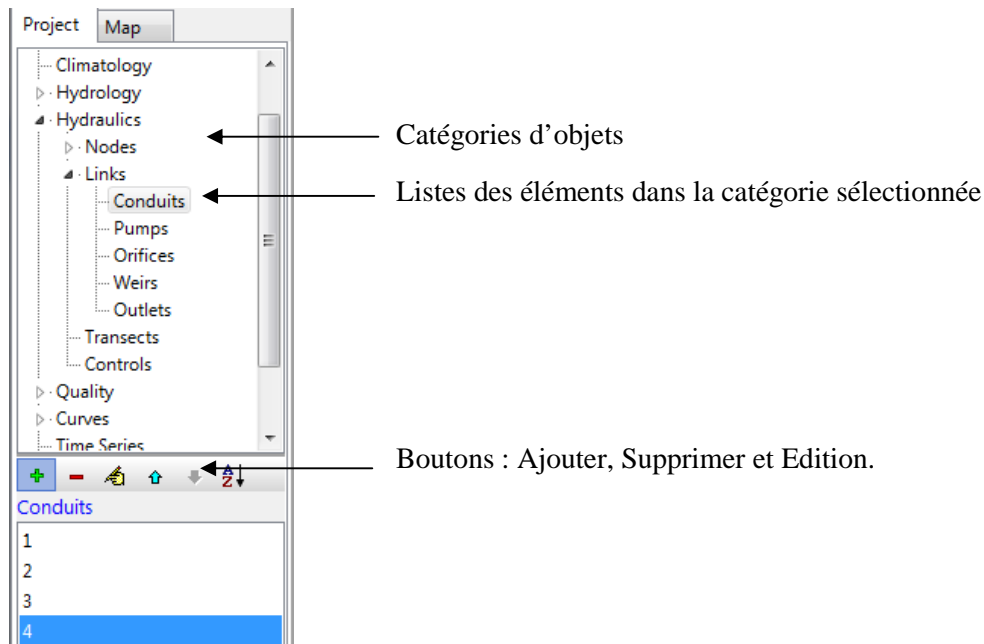 Project Map
Climatology
Hydrology
Hydraulics
Catégories d’objets
Nodes
Links
Conduits
Listes des éléments dans la catégorie sélectionnée
Pumps
Orifices
Weirs
Outlets
Transects
Controls
Quality
Curves
Time Series
Boutons : Ajouter, Supprimer et Edition.
A
Z
Conduits
1
2
3
4